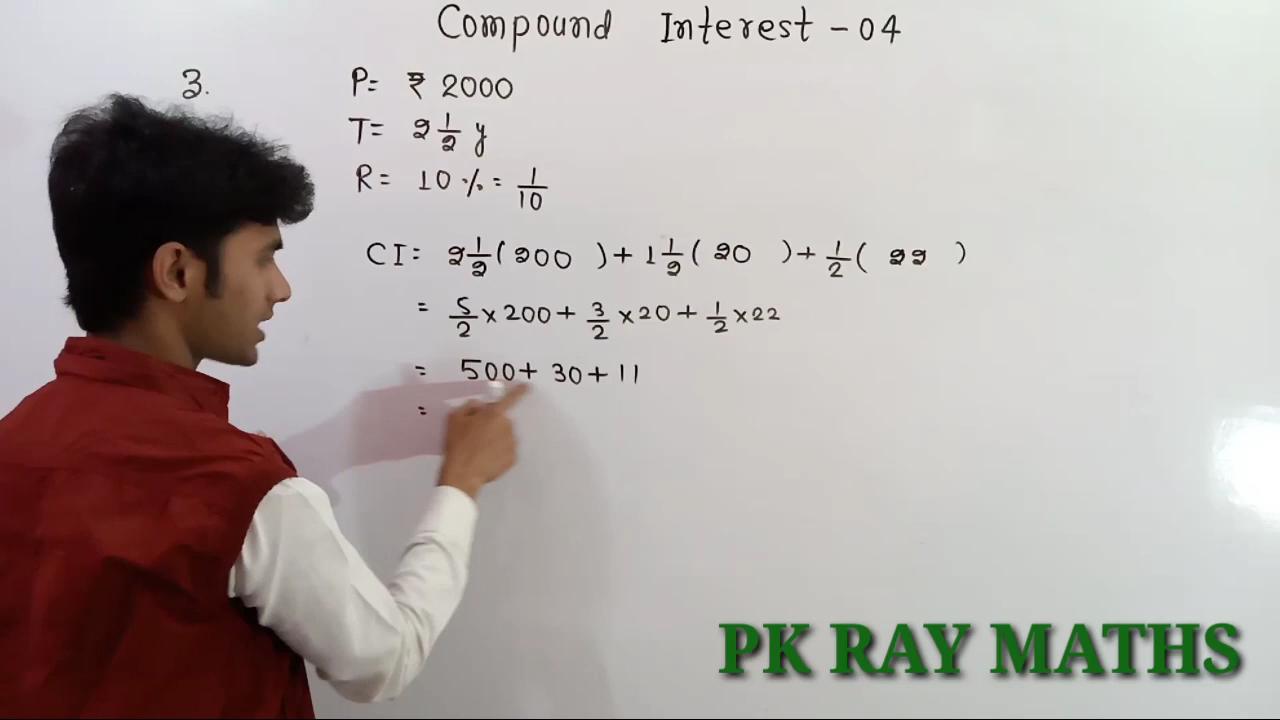 Compound Interest - 04
3. P= ₹ 2000
T= 2 1/2 y
R= 10 % = 1/10
CI= 2 1/2 ( 200 ) + 1 1/2 ( 20 ) + 1/2 ( 22 )
= 5/2 × 200 + 3/2 × 20 + 1/2 × 22
= 500 + 30 + 11
=
PK RAY MATHS